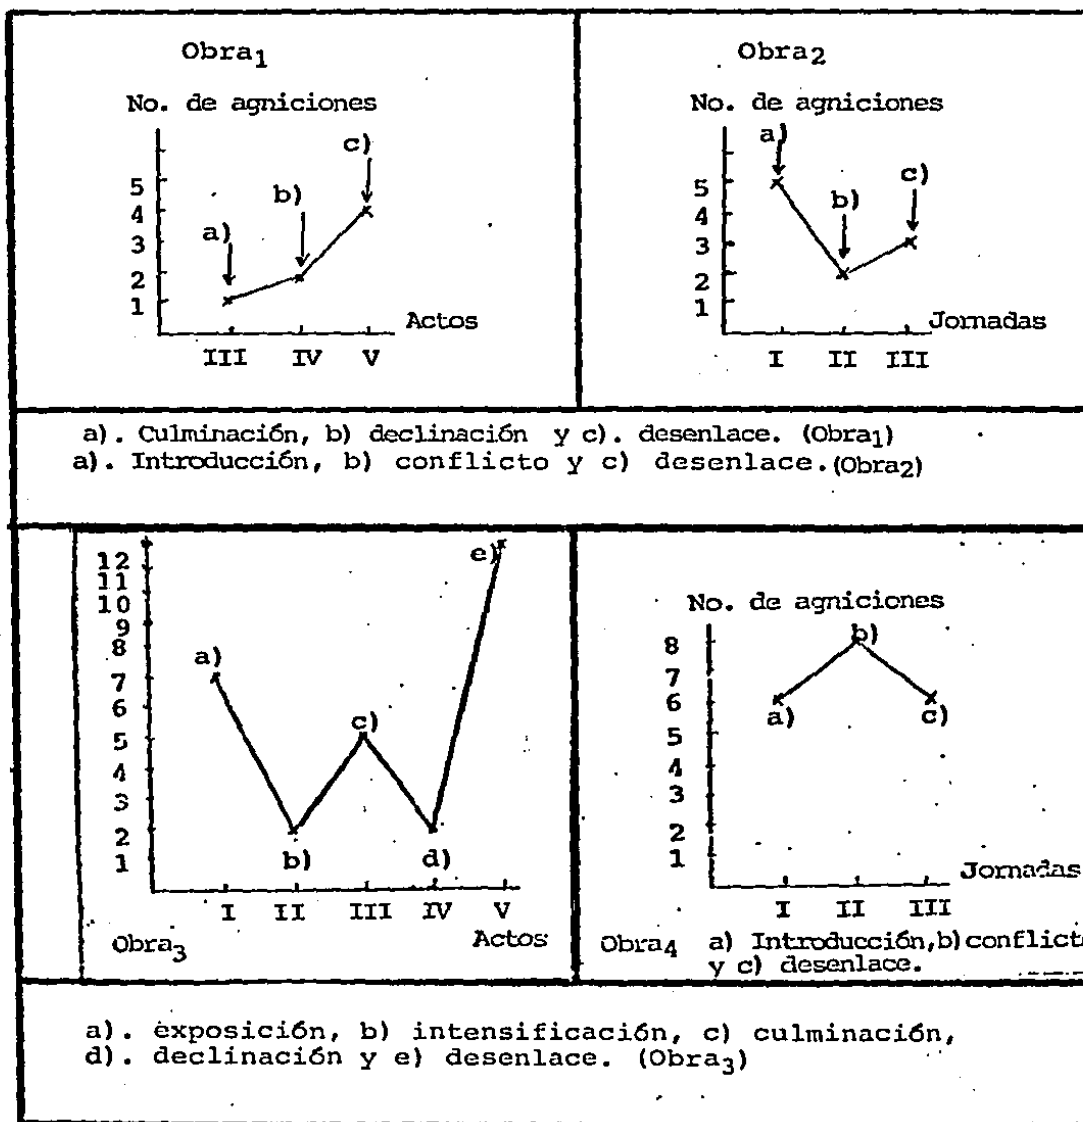 Obra1
No. de agniciones
5
4
3
2
1
a)
b)
c)
Actos
III IV V
Obra2
No. de agniciones
5
4
3
2
1
a)
b)
c)
Jornadas
I II III
a). Culminación, b) declinación y c). desenlace. (Obra1)
a). Introducción, b) conflicto y c) desenlace.(Obra2)
12
11
10
9
8
7
6
5
4
3
2
1
a)
b)
c)
d)
e)
I II III IV V
Obra3 Actos
No. de agniciones
8
7
6
5
4
3
2
1
a)
b)
c)
Jornadas
I II III
Obra4 a) Introducción,b)conflicto
y c) desenlace.
a). exposición, b) intensificación, c) culminación,
d). declinación y e) desenlace. (Obra3)